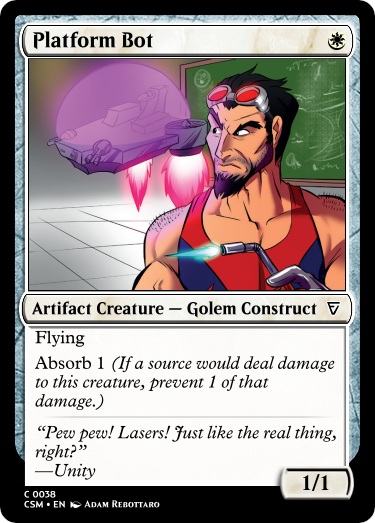 Platform Bot
Artifact Creature — Golem Construct
Flying
Absorb 1 (If a source would deal damage
to this creature, prevent 1 of that
damage.)
“Pew pew! Lasers! Just like the real thing,
right?”
—Unity
1/1
C 0038
CSM • EN Adam Rebottaro